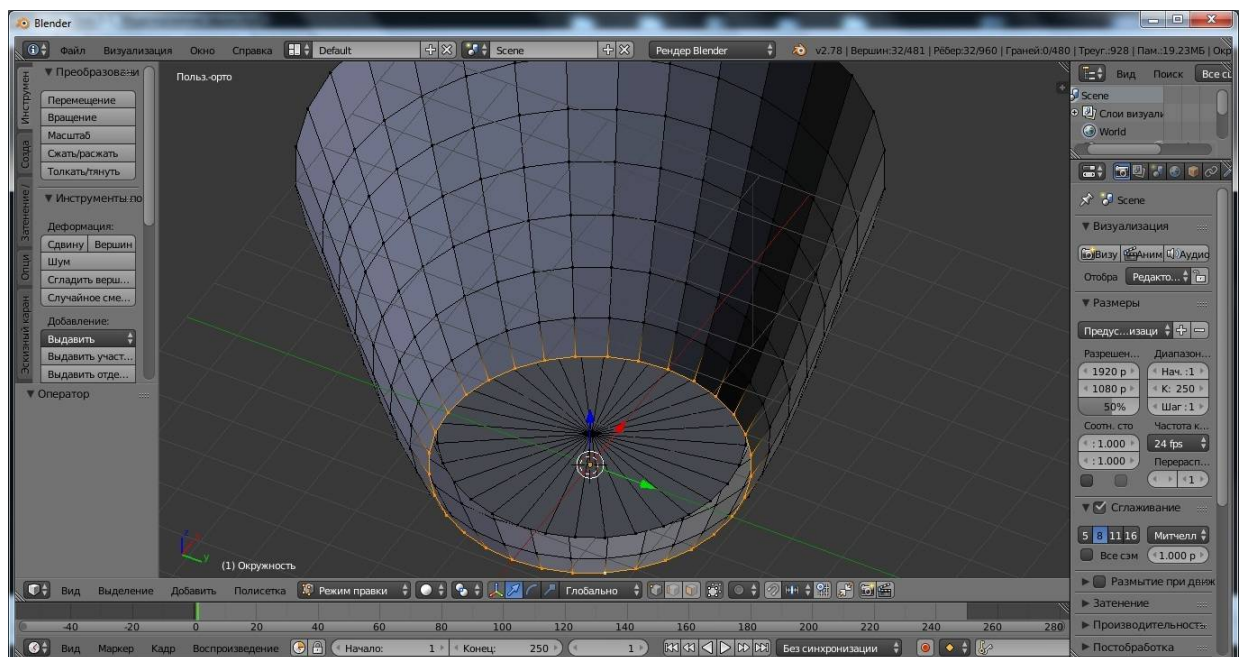 Blender
Файл Визуализация Окно Справка Default Scene Рендер Blender v2.78 | Вершин:32/481 | Рёбер:32/960 | Граней:0/480 | Треуг.:928 | Пам.:19.23МБ | Окр
Инструмен
Созда
Затенение /
Опци
Эскизный каран
Преобразовани
Перемещение
Вращение
Масштаб
Сжать/расжать
Толкать/тянуть
Инструменты по
Деформация:
Сдвину Вершин
Шум
Сгладить верш...
Случайное сме...
Добавление:
Выдавить
Выдавить участ...
Выдавить отде...
Оператор
Польз.-орто
z
y
(1) Окружность
Вид Поиск Все сц
Scene
Слои визуали
World
Scene
Визуализация
Визу Аним Аудио
Отобра Редакто...
Размеры
Предус...изаци
Разрешен... Диапазон...
1920 p Нач. :1
1080 p К: 250
50% Шаг :1
Соотн. сто Частота к...
: 1.000 24 fps
: 1.000 Перерасп...
1
Сглаживание
5 8 11 16 Митчелл
Все сэм 1.000 p
Размытие при движ
Затенение
Производительность
Постобработка
Вид Выделение Добавить Полисетка Режим правки Глобально
-40 -20 0 20 40 60 80 100 120 140 160 180 200 220 240 260 280
Вид Маркер Кадр Воспроизведение Начало: 1 Конец: 250 1 Без синхронизации